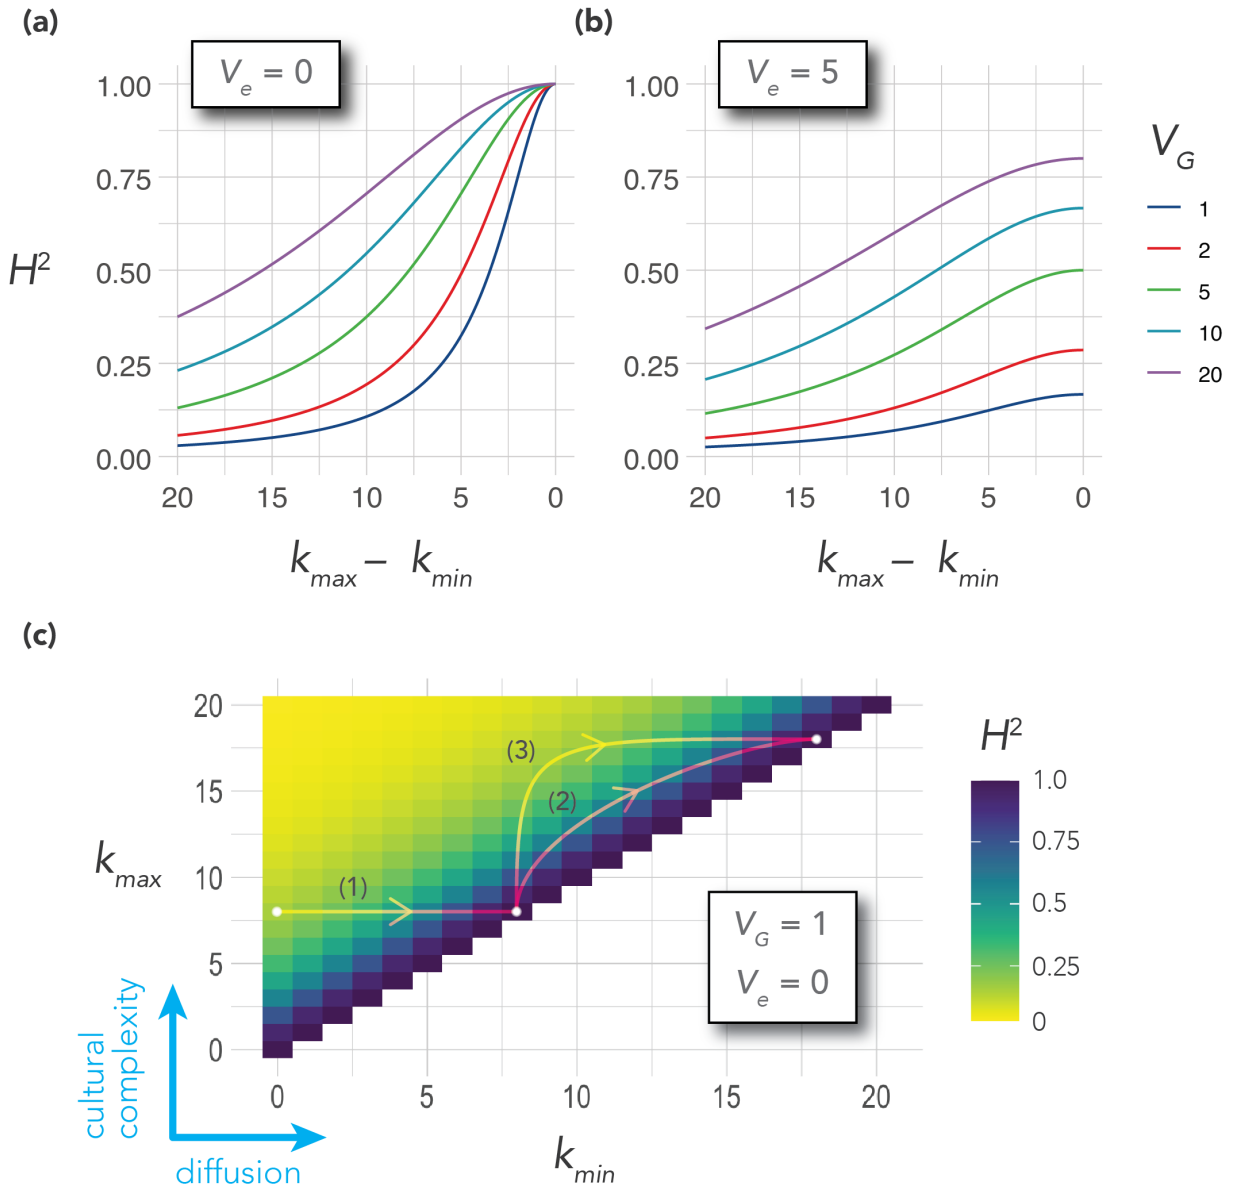 (a)
V_e = 0
1.00
0.75
0.50
0.25
0.00
H²
20 15 10 5 0
k_max − k_min
(b)
V_e = 5
1.00
0.75
0.50
0.25
0.00
20 15 10 5 0
k_max − k_min
V_G
1
2
5
10
20
(c)
20
15
10
5
0
k_max
(1)
(2)
(3)
V_G = 1
V_e = 0
0 5 10 15 20
k_min
cultural
complexity
diffusion
H²
1.0
0.75
0.5
0.25
0